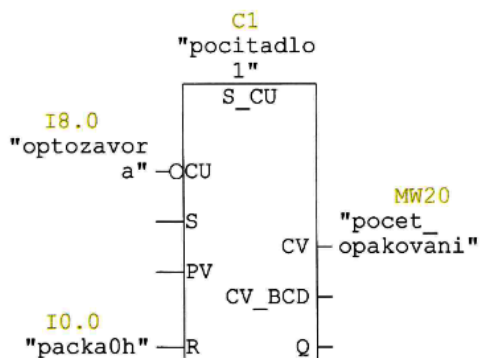 C1
"pocitadlo
1"
S_CU
I8.0
"optozavor
a"
CU
S
PV
I0.0
"packa0h"
R
MW20
"pocet_
opakovani"
CV
CV_BCD
Q